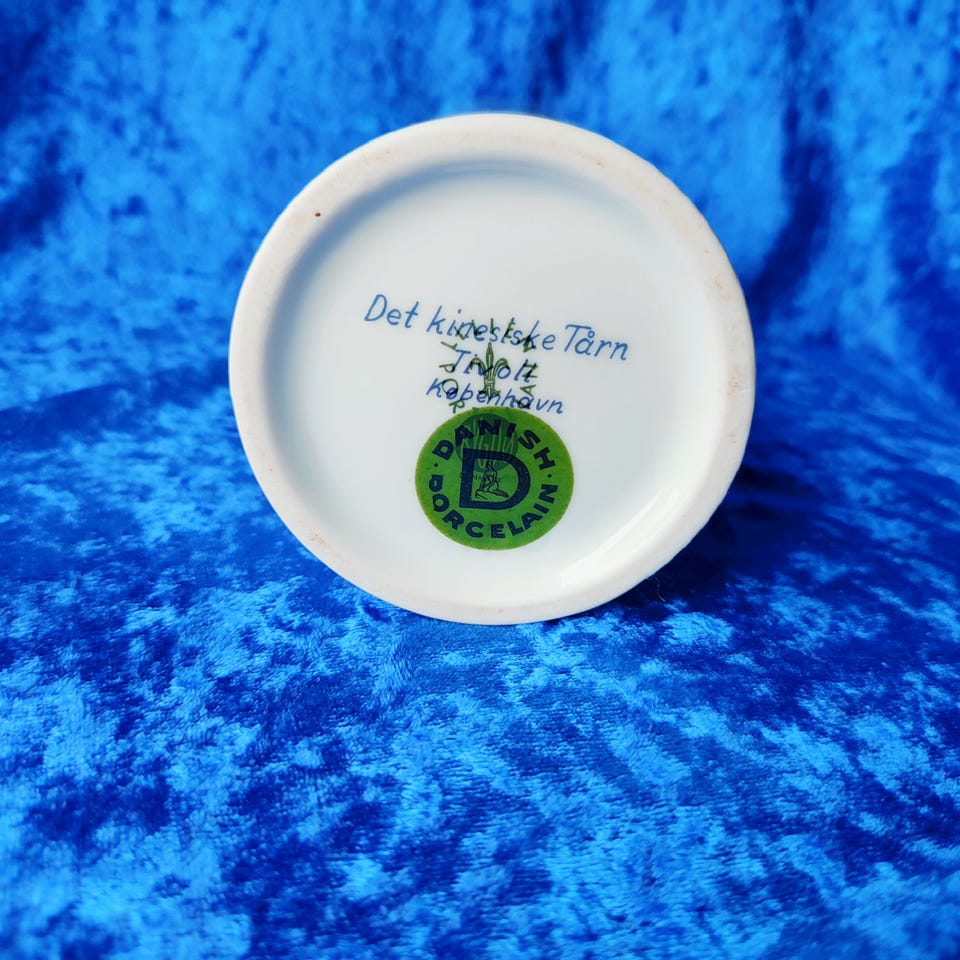 Det kinesiske Tårn
Tivoli
København
DANISH
D
PORCELAIN